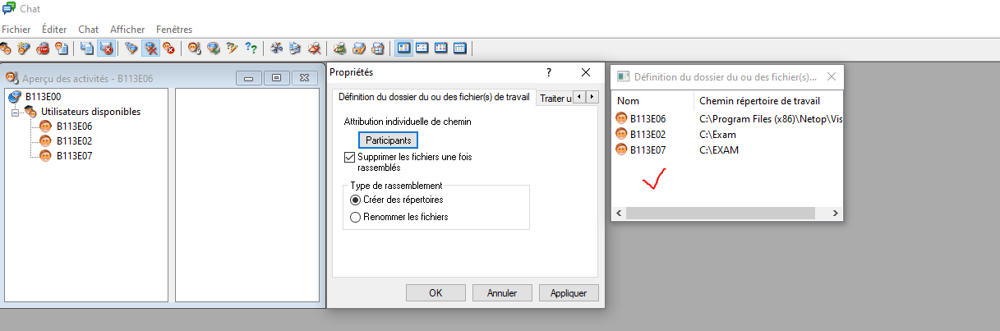 Chat
Fichier Éditer Chat Afficher Fenêtres
Aperçu des activités - B113E06
B113E00
Utilisateurs disponibles
B113E06
B113E02
B113E07
Propriétés
Définition du dossier du ou des fichier(s) de travail Traiter u
Attribution individuelle de chemin
Participants
Supprimer les fichiers une fois
rassemblés
Type de rassemblement
Créer des répertoires
Renommer les fichiers
OK Annuler Appliquer
Définition du dossier du ou des fichier(s)...
Nom Chemin répertoire de travail
B113E06 C:\Program Files (x86)\Netop\Vis
B113E02 C:\Exam
B113E07 C:\EXAM